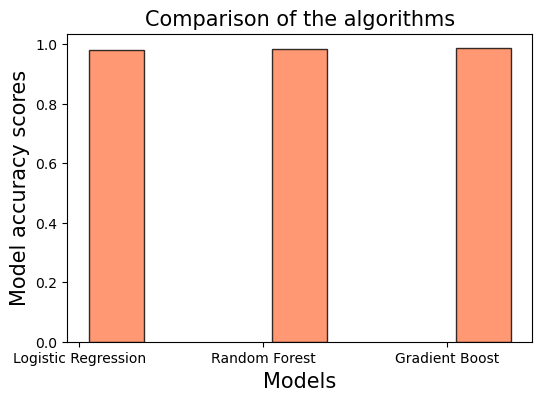 Comparison of the algorithms
Model accuracy scores
1.0
0.8
0.6
0.4
0.2
0.0
Logistic Regression
Random Forest
Gradient Boost
Models